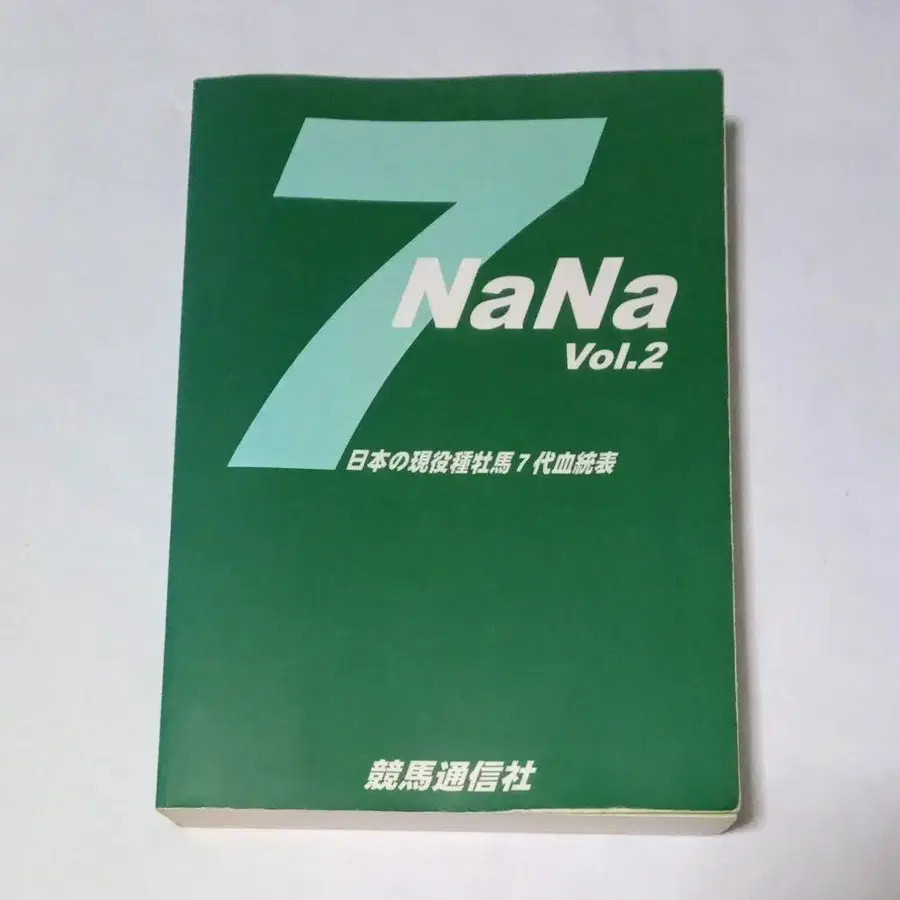 7
NaNa
Vol.2
日本の現役種牡馬7代血統表
競馬通信社